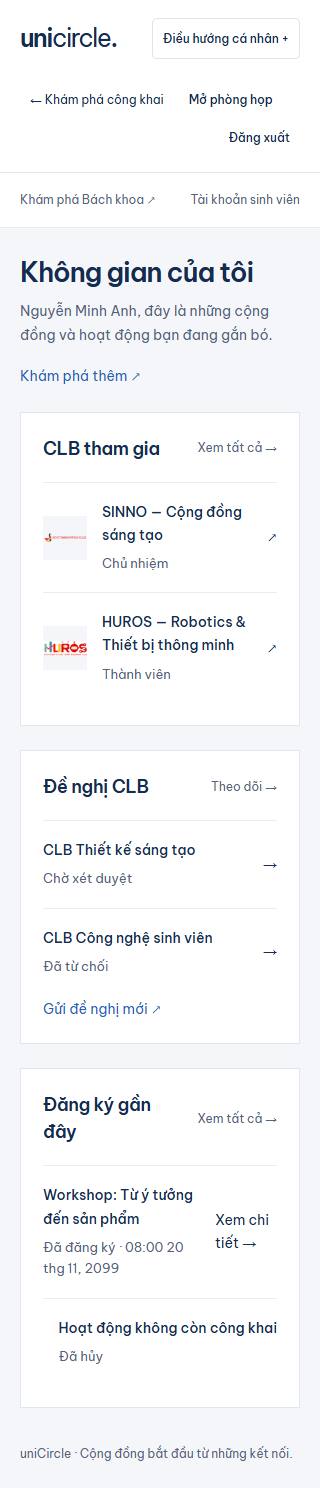 unicircle.
Điều hướng cá nhân +
← Khám phá công khai
Mở phòng họp
Đăng xuất
Khám phá Bách khoa ↗
Tài khoản sinh viên
Không gian của tôi
Nguyễn Minh Anh, đây là những cộng
đồng và hoạt động bạn đang gắn bó.
Khám phá thêm ↗
CLB tham gia
Xem tất cả →
SINNO — Cộng đồng
sáng tạo
↗
Chủ nhiệm
HUROS
HUROS — Robotics &
Thiết bị thông minh
↗
Thành viên
Đề nghị CLB
Theo dõi →
CLB Thiết kế sáng tạo
→
Chờ xét duyệt
CLB Công nghệ sinh viên
→
Đã từ chối
Gửi đề nghị mới ↗
Đăng ký gần
đây
Xem tất cả →
Workshop: Từ ý tưởng
đến sản phẩm
Đã đăng ký · 08:00 20
thg 11, 2099
Xem chi
tiết →
Hoạt động không còn công khai
Đã hủy
uniCircle · Cộng đồng bắt đầu từ những kết nối.